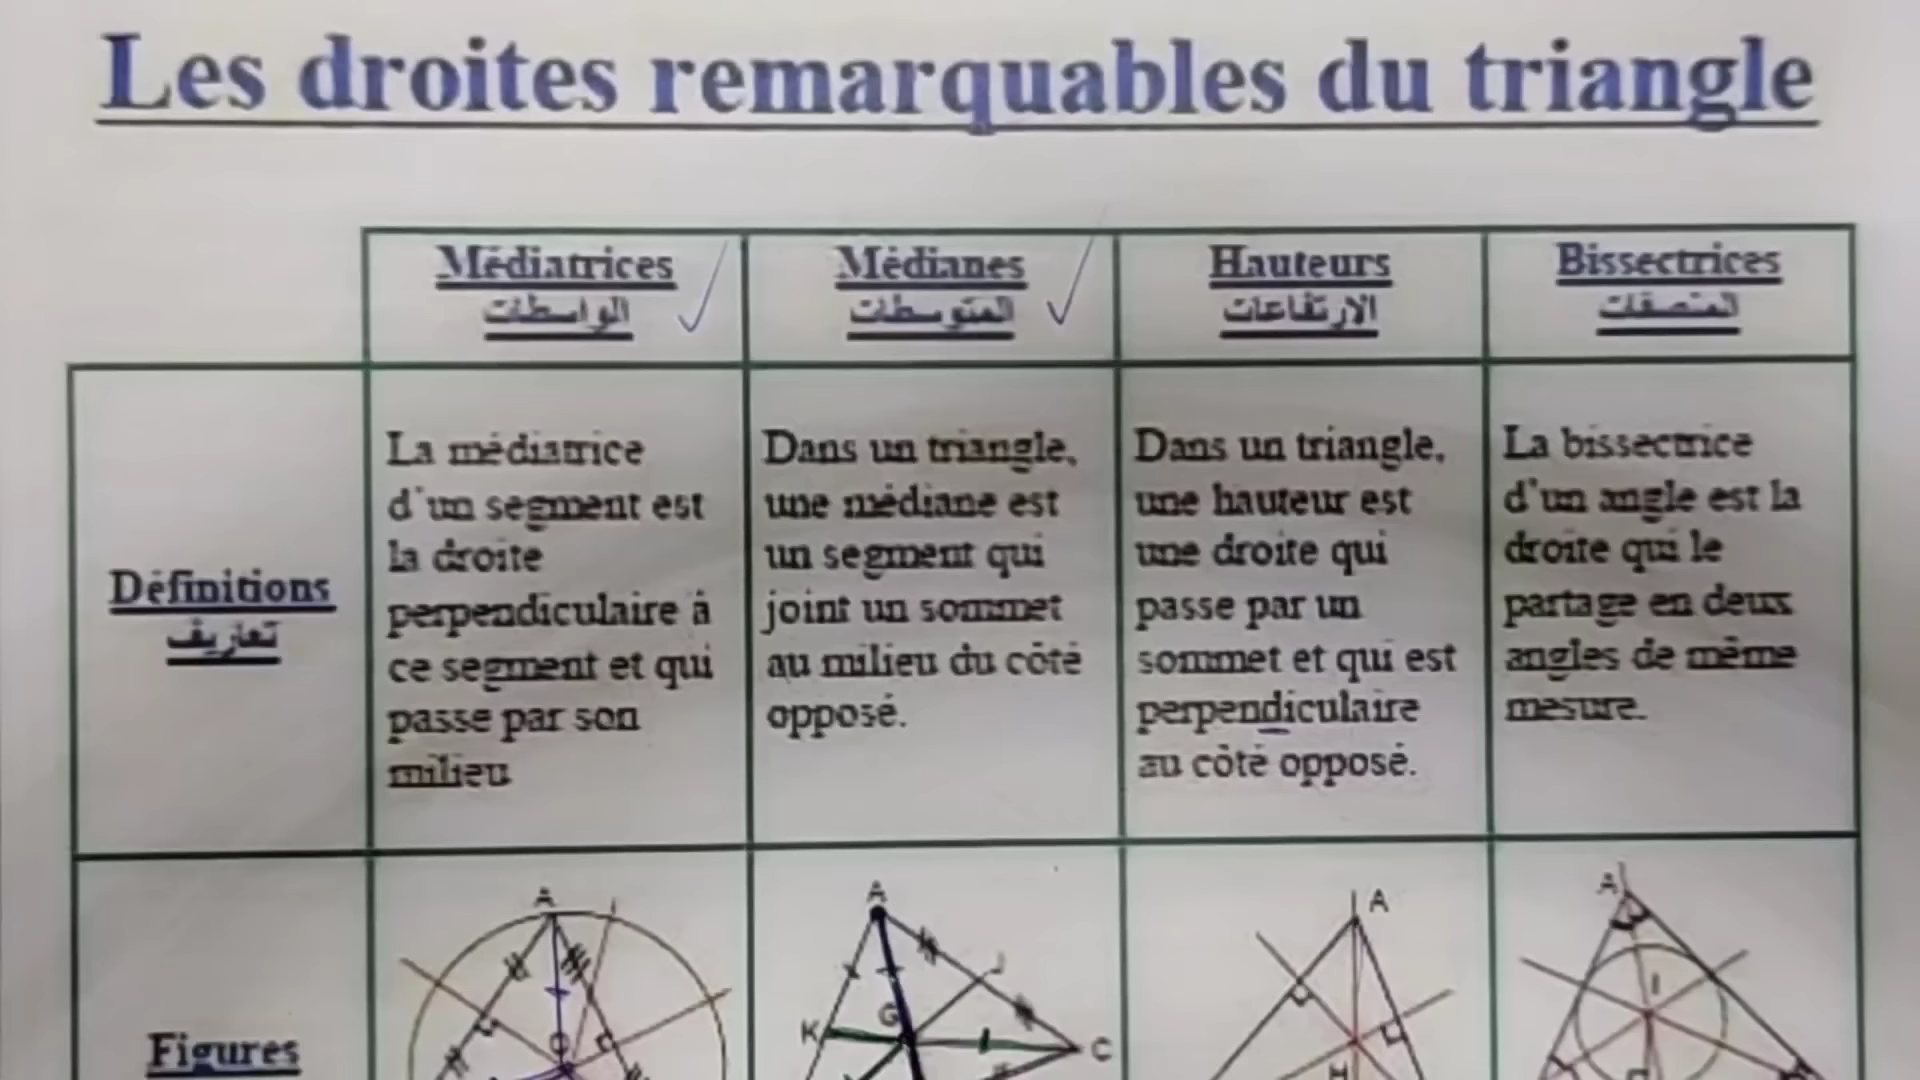 Les droites remarquables du triangle
Médiatrices
الواسطات
Médianes
المتوسطات
Hauteurs
الارتفاعات
Bissectrices
المنصفات
Définitions
تعاريف
La médiatrice
d'un segment est
la droite
perpendiculaire à
ce segment et qui
passe par son
milieu
Dans un triangle,
une médiane est
un segment qui
joint un sommet
au milieu du côté
opposé.
Dans un triangle,
une hauteur est
une droite qui
passe par un
sommet et qui est
perpendiculaire
au côté opposé.
La bissectrice
d'un angle est la
droite qui le
partage en deux
angles de même
mesure.
Figures
A
O
A
J
K
G
C
A
H
A
I